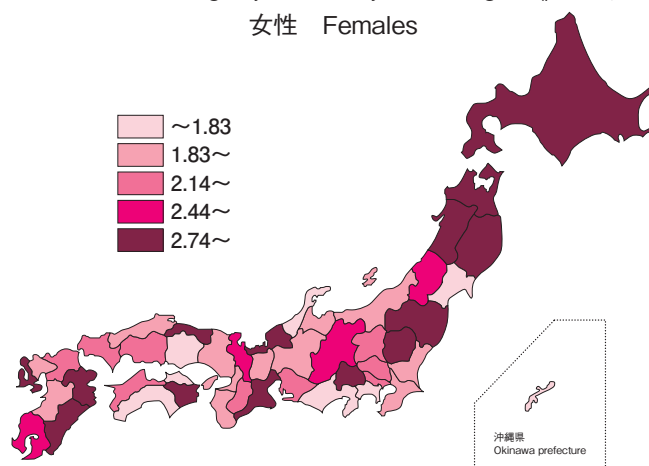 女性 Females
～1.83
1.83～
2.14～
2.44～
2.74～
沖縄県
Okinawa prefecture